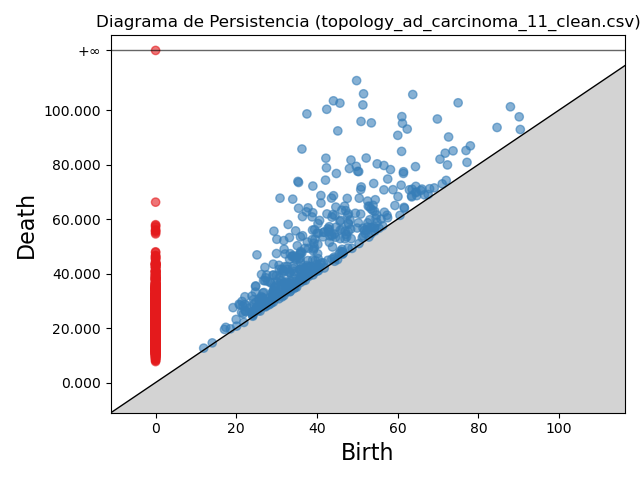 Diagrama de Persistencia (topology_ad_carcinoma_11_clean.csv)
+∞
100.000
80.000
60.000
40.000
20.000
0.000
Death
0 20 40 60 80 100
Birth